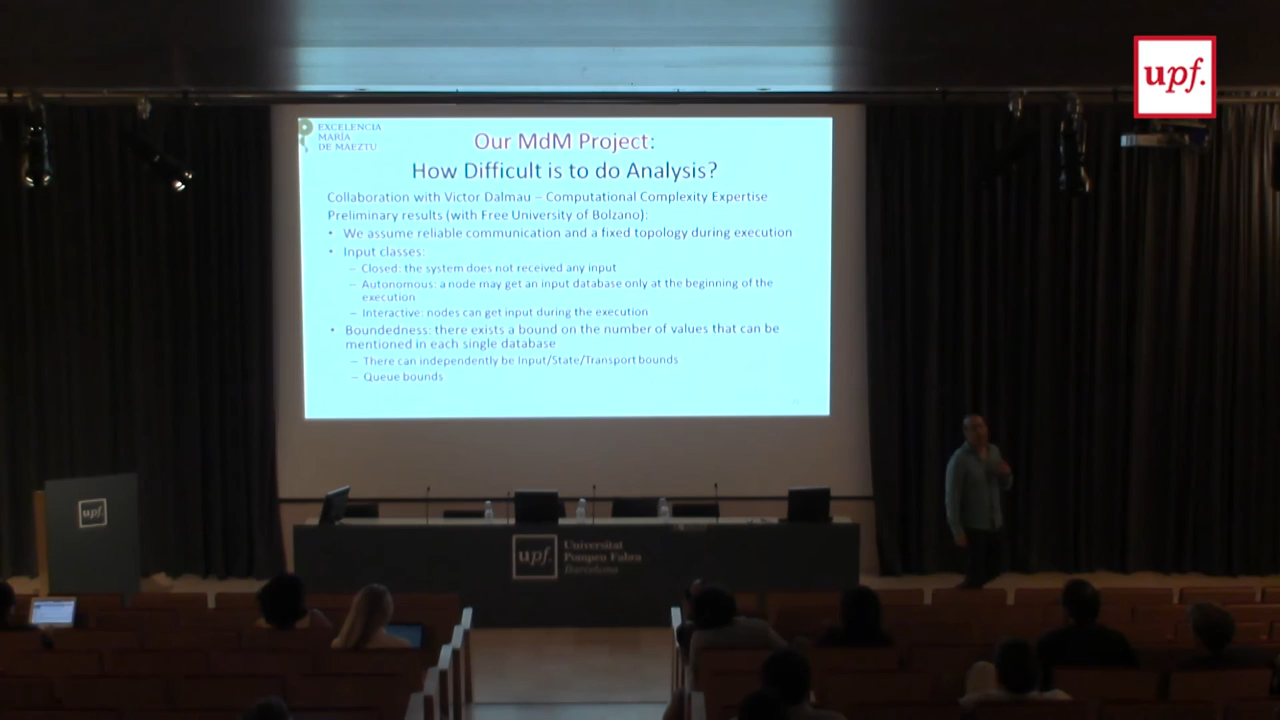 upf.
EXCELENCIA
MARÍA
DE MAEZTU
Our MdM Project:
How Difficult is to do Analysis?
Collaboration with Victor Dalmau – Computational Complexity Expertise
Preliminary results (with Free University of Bolzano):
• We assume reliable communication and a fixed topology during execution
• Input classes:
– Closed: the system does not received any input
– Autonomous: a node may get an input database only at the beginning of the
execution
– Interactive: nodes can get input during the execution
• Boundedness: there exists a bound on the number of values that can be
mentioned in each single database
– There can independently be Input/State/Transport bounds
– Queue bounds
upf.
upf.
Universitat
Pompeu Fabra
Barcelona